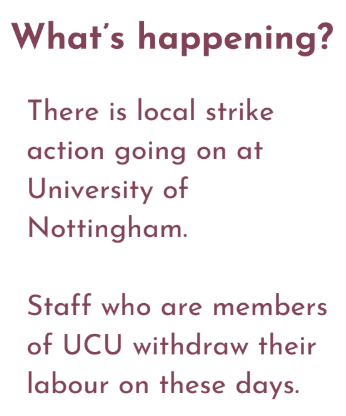 What's happening?
There is local strike
action going on at
University of
Nottingham.
Staff who are members
of UCU withdraw their
labour on these days.